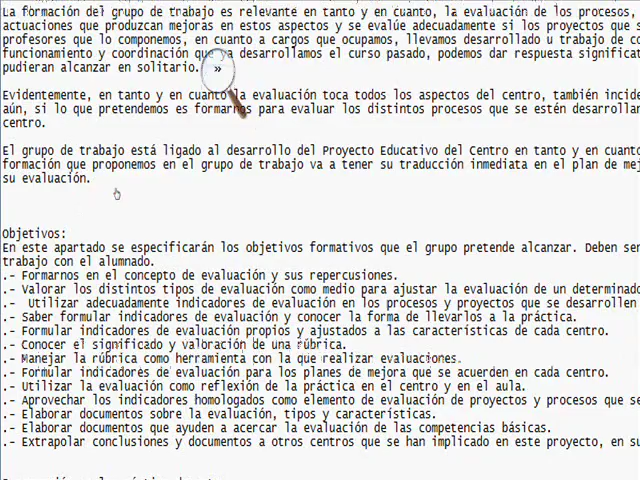 La formación del grupo de trabajo es relevante en tanto y en cuanto, la evaluación de los procesos,
actuaciones que produzcan mejoras en estos aspectos y se evalúe adecuadamente si los proyectos que s
profesores que lo componemos, en cuanto a cargos que ocupamos, llevamos desarrollado u trabajo de co
funcionamiento y coordinación que ya desarrollamos el curso pasado, podemos dar respuesta significat
pudieran alcanzar en solitario. »
Evidentemente, en tanto y en cuanto la evaluación toca todos los aspectos del centro, también incide
aún, si lo que pretendemos es formarnos para evaluar los distintos procesos que se estén desarrollan
centro.
El grupo de trabajo está ligado al desarrollo del Proyecto Educativo del Centro en tanto y en cuanto
formación que proponemos en el grupo de trabajo va a tener su traducción inmediata en el plan de mej
su evaluación.
Objetivos:
En este apartado se especificarán los objetivos formativos que el grupo pretende alcanzar. Deben ser
trabajo con el alumnado.
.- Formarnos en el concepto de evaluación y sus repercusiones.
.- Valorar los distintos tipos de evaluación como medio para ajustar la evaluación de un determinado
.- Utilizar adecuadamente indicadores de evaluación en los procesos y proyectos que se desarrollen
.- Saber formular indicadores de evaluación y conocer la forma de llevarlos a la práctica.
.- Formular indicadores de evaluación propios y ajustados a las características de cada centro.
.- Conocer el significado y valoración de una rúbrica.
.- Manejar la rúbrica como herramienta con la que realizar evaluaciones.
.- Formular indicadores de evaluación para los planes de mejora que se acuerden en cada centro.
.- Utilizar la evaluación como reflexión de la práctica en el centro y en el aula.
.- Aprovechar los indicadores homologados como elemento de evaluación de proyectos y procesos que se
.- Elaborar documentos sobre la evaluación, tipos y características.
.- Elaborar documentos que ayuden a acercar la evaluación de las competencias básicas.
.- Extrapolar conclusiones y documentos a otros centros que se han implicado en este proyecto, en su